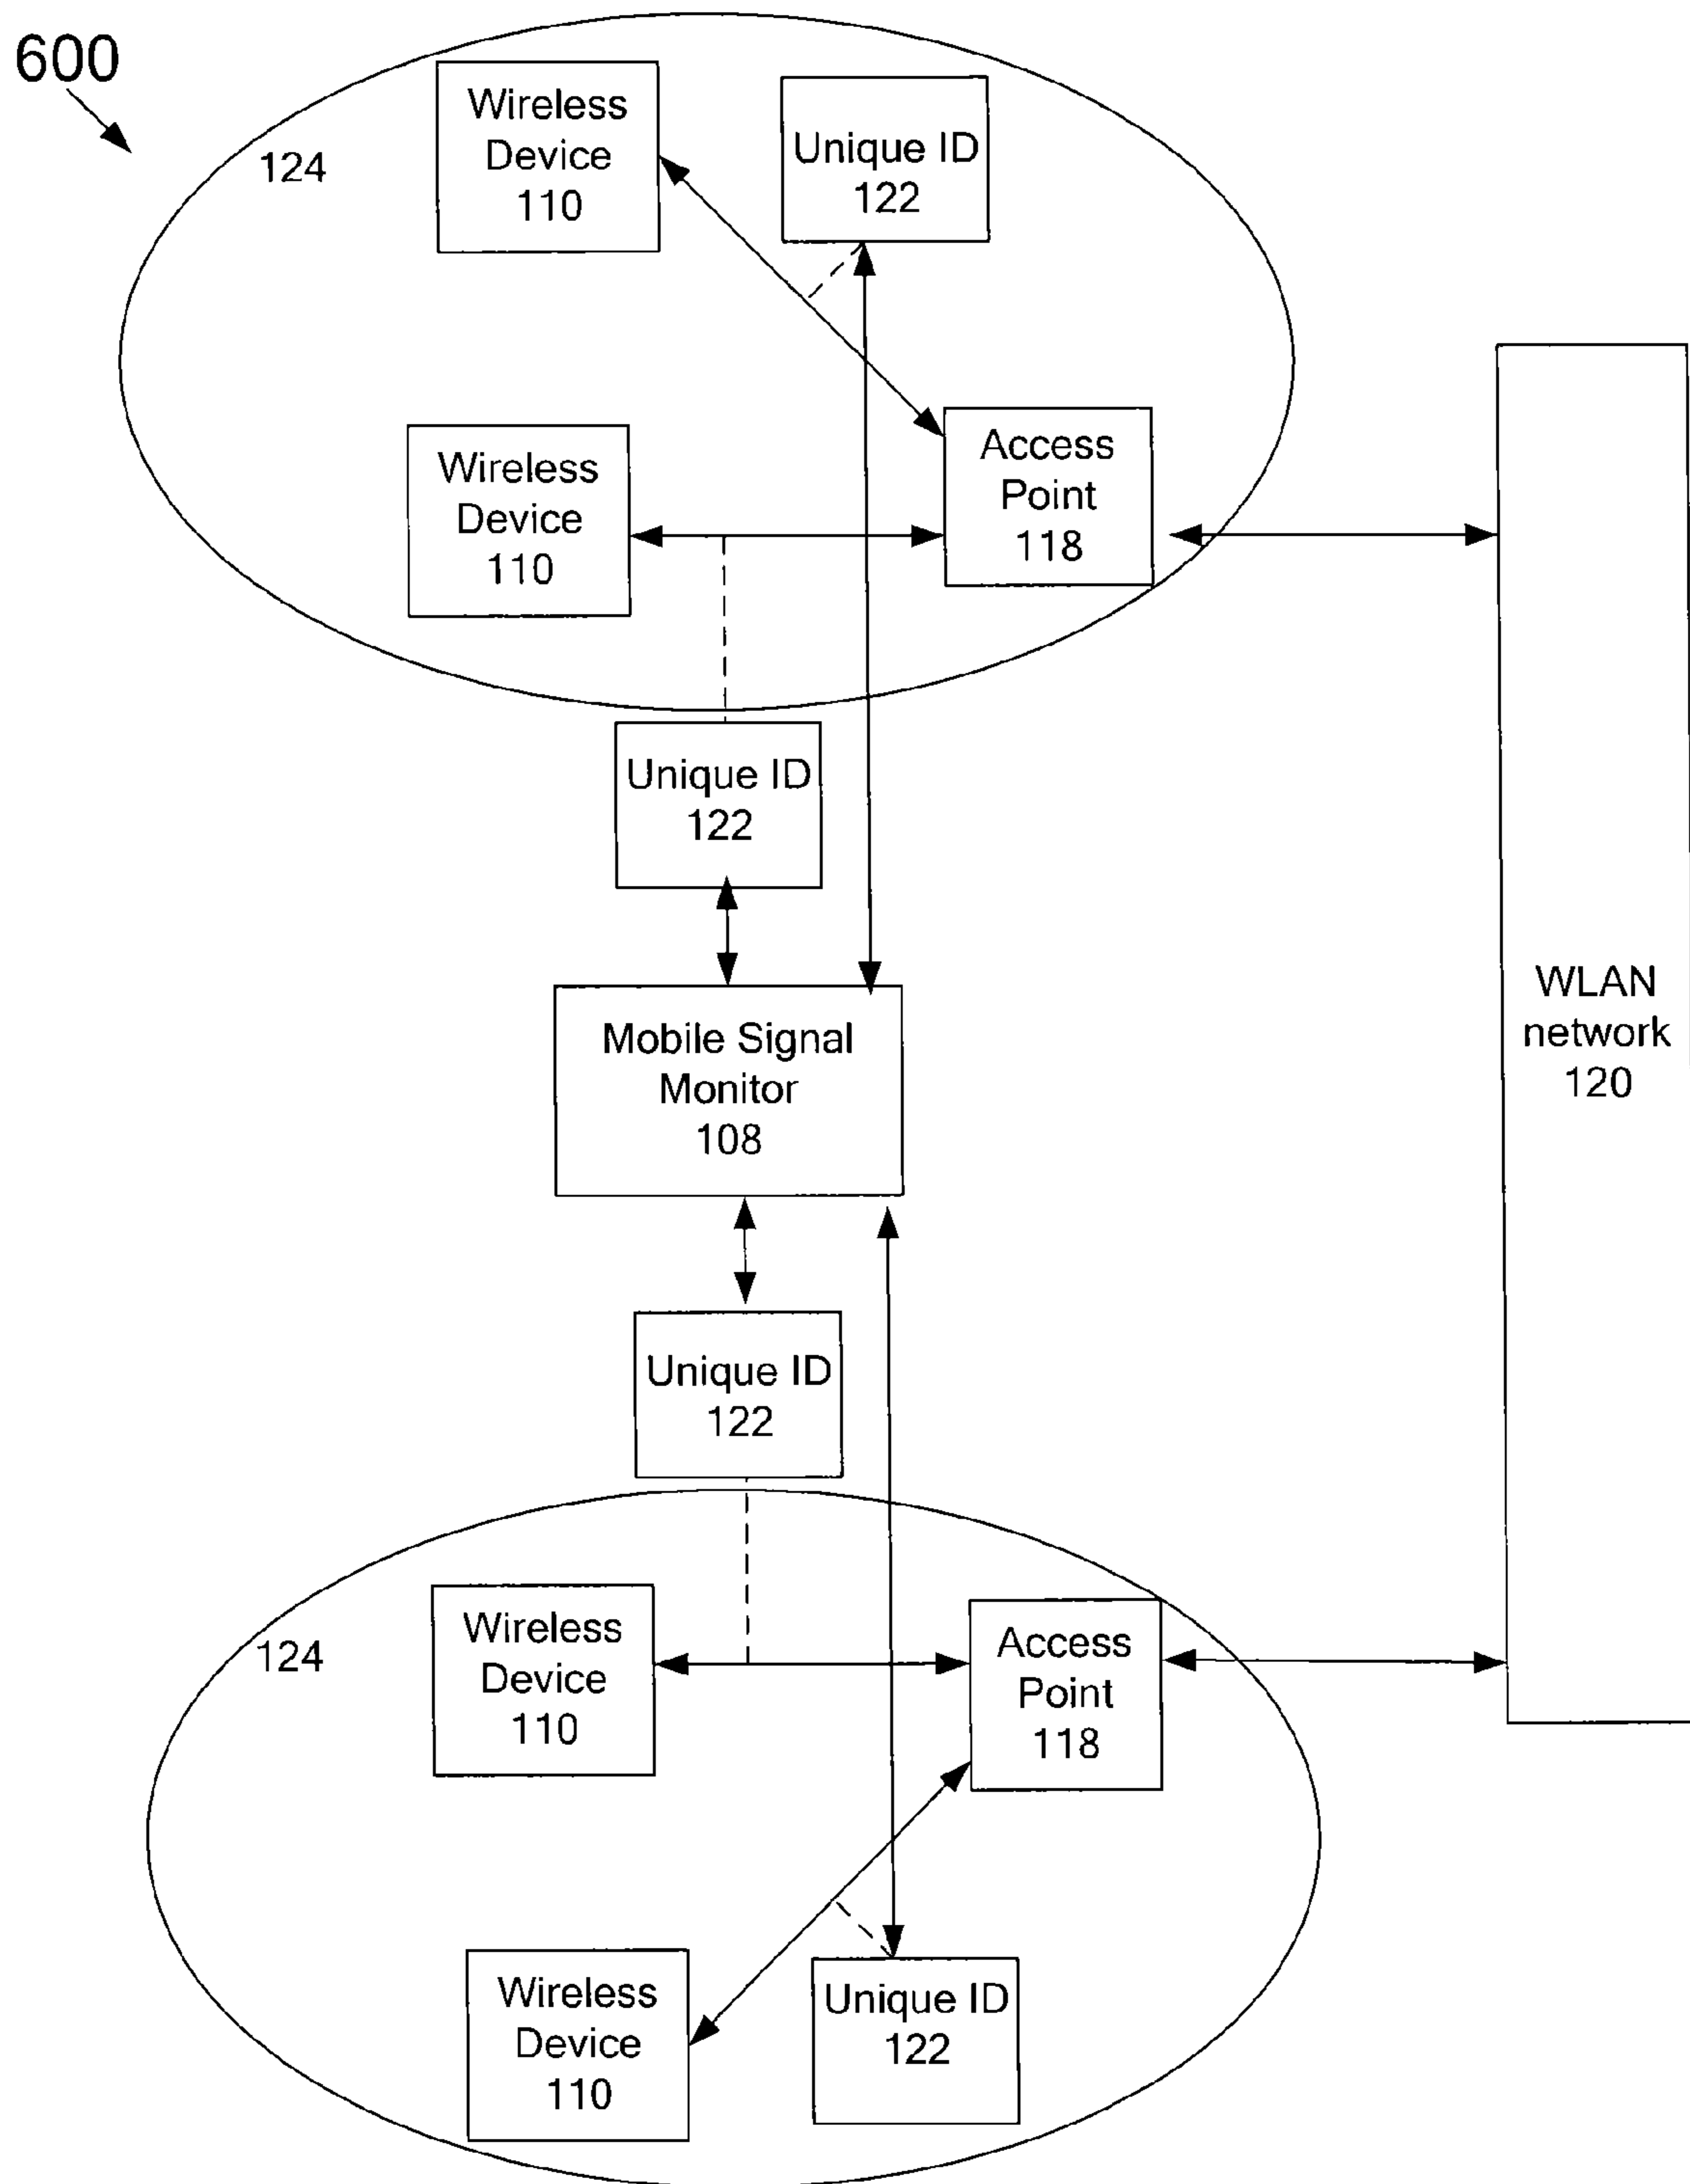 600
124
Wireless
Device
110
Unique ID
122
Wireless
Device
110
Access
Point
118
Unique ID
122
WLAN
network
120
Mobile Signal
Monitor
108
Unique ID
122
124
Wireless
Device
110
Access
Point
118
Wireless
Device
110
Unique ID
122